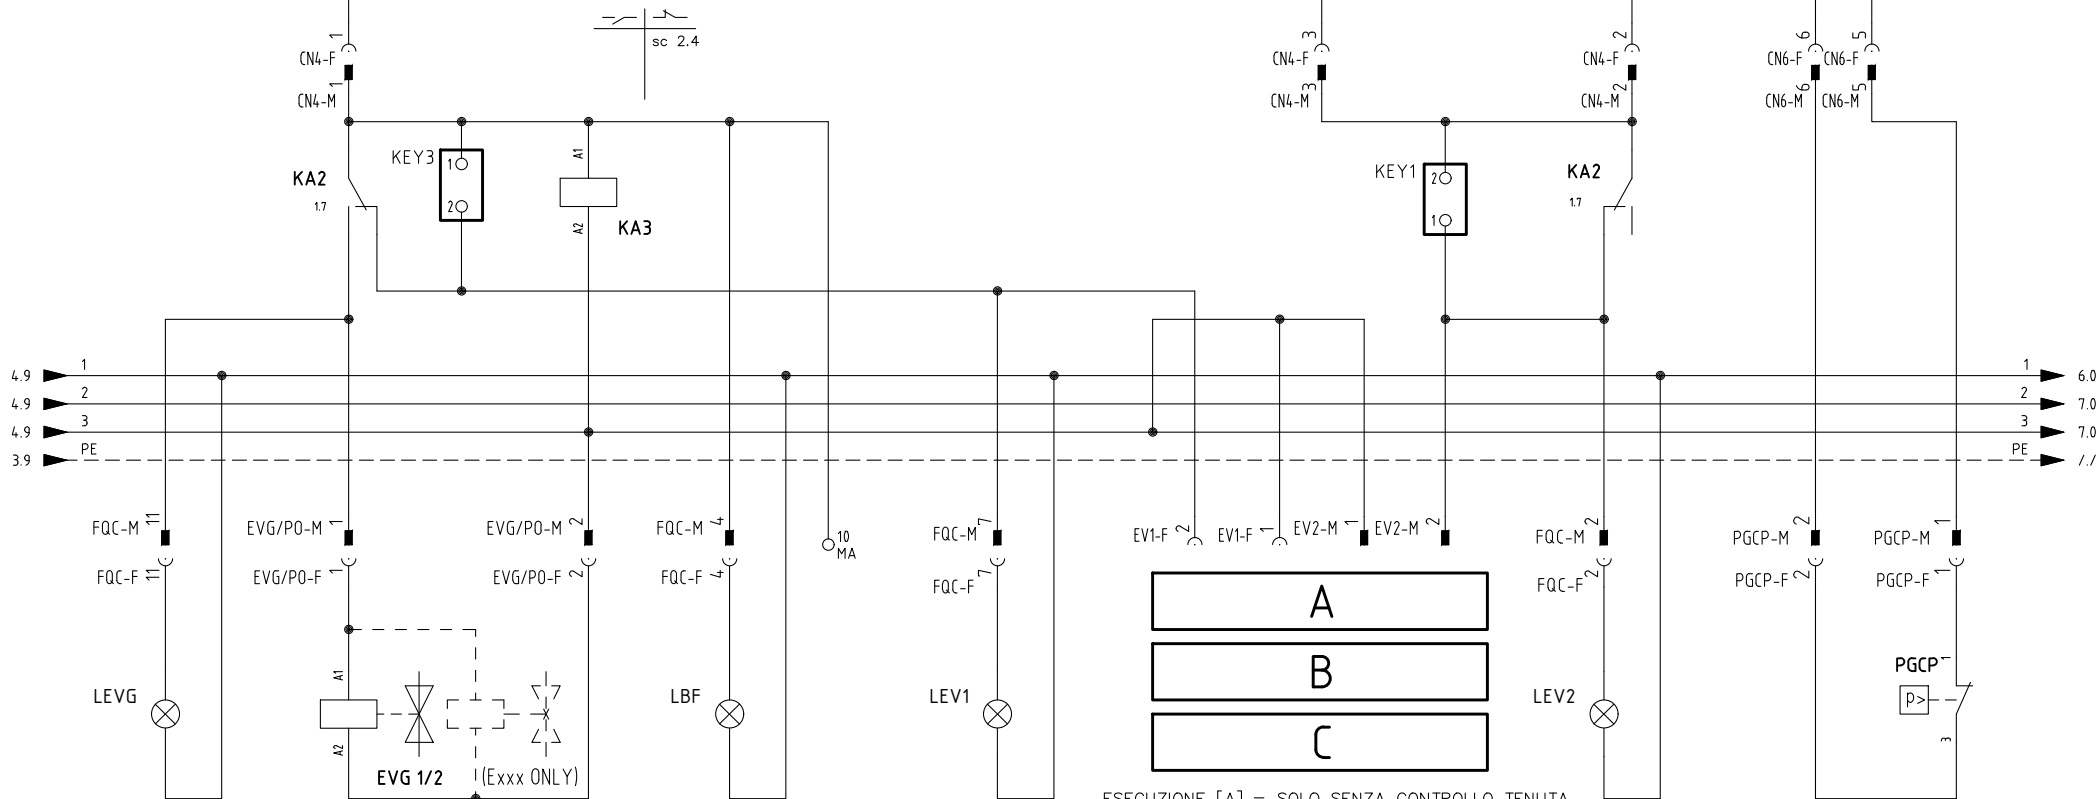 sc 2.4
1
CN4-F
1
CN4-M
3
CN4-F
3
CN4-M
2
CN4-F
2
CN4-M
6
CN6-F
6
CN6-M
5
CN6-F
5
CN6-M
KA2
1.7
KEY3
1
2
A1
A2
KA3
KEY1
2
1
KA2
1.7
4.9 1 1 6.0
4.9 2 2 7.0
4.9 3 3 7.0
3.9 PE PE /./
FQC-M 11
FQC-F 11
EVG/PO-M 1
EVG/PO-F 1
EVG/PO-M 2
EVG/PO-F 2
FQC-M 4
FQC-F 4
10
MA
FQC-M 7
FQC-F 7
EV1-F 2
EV1-F 1
EV2-M 1
EV2-M 2
FQC-M 2
FQC-F 2
PGCP-M 2
PGCP-F 2
PGCP-M 1
PGCP-F 1
A
B
C
LEVG
A1
A2
EVG 1/2
(Exxx ONLY)
LBF
LEV1
LEV2
PGCP
1
p>
3
ESECUZIONE [A] = SOLO SENZA CONTROLLO TENUTA